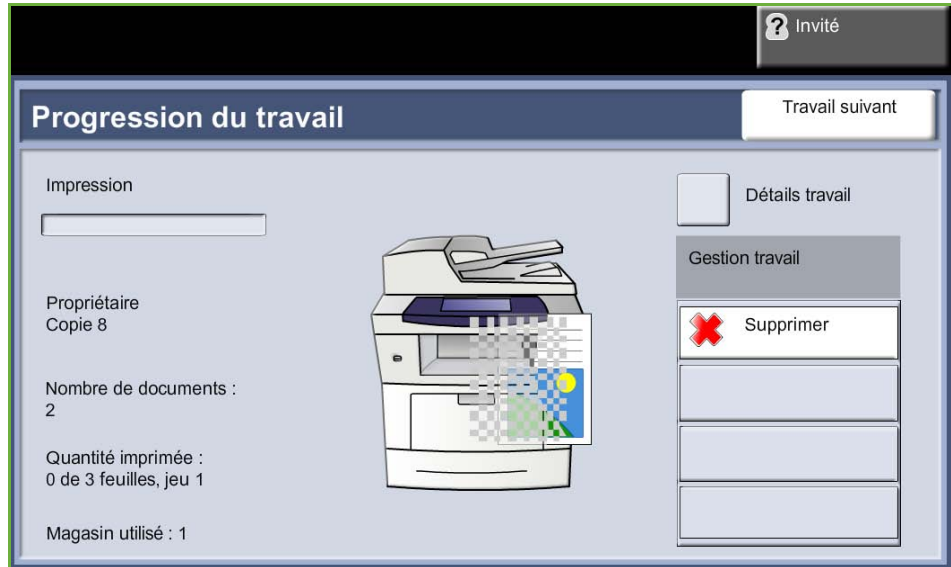 Invité
Progression du travail
Travail suivant
Impression
Détails travail
Gestion travail
Propriétaire
Copie 8
Supprimer
Nombre de documents :
2
Quantité imprimée :
0 de 3 feuilles, jeu 1
Magasin utilisé : 1